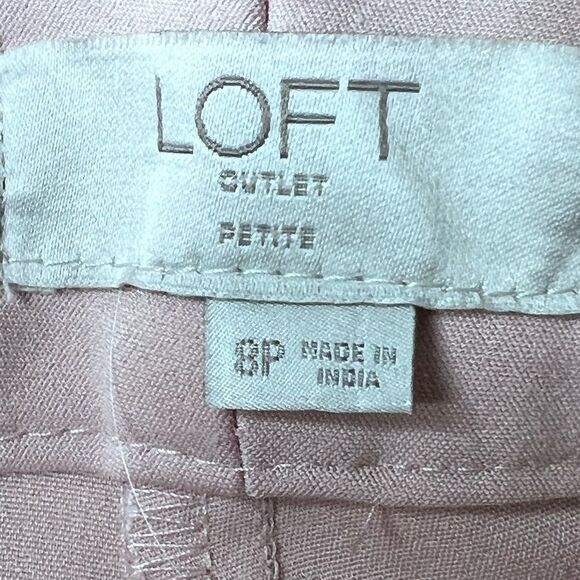 LOFT
OUTLET
PETITE
8P MADE IN
INDIA